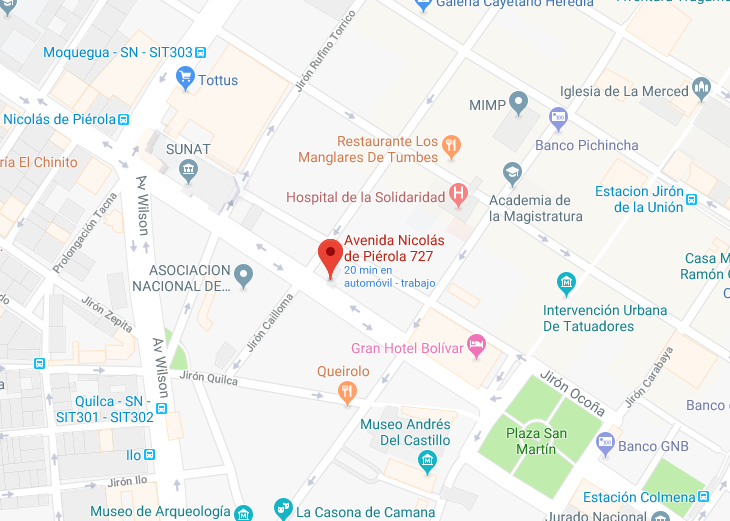 Galería Cayetano Heredia
Aventura Tragamo
Moquegua - SN - SIT303
Tottus
Jirón Rufino Torrico
Iglesia de La Merced
MIMP
Nicolás de Piérola
Banco Pinchincha
SUNAT
Restaurante Los
Manglares De Tumbes
ría El Chinito
Av Wilson
Hospital de la Solidaridad
Academia de
la Magistratura
Estacion Jirón
de la Unión
Prolongación Tacna
Avenida Nicolás
de Piérola 727
20 min en
automóvil - trabajo
ASOCIACION
NACIONAL DE...
Casa M
Ramón C
Jirón Zepita
Jirón Cailloma
Intervención Urbana
De Tatuadores
Av Wilson
Gran Hotel Bolívar
Jirón Carabaya
Jirón Quilca
Queirolo
Jirón Ocoña
Quilca - SN -
SIT301 - SIT302
Banco
Museo Andrés
Del Castillo
Plaza San
Martín
Banco GNB
Ilo
Jirón Ilo
Estación Colmena
Museo de Arqueología
La Casona de Camana
Jurado Nacional